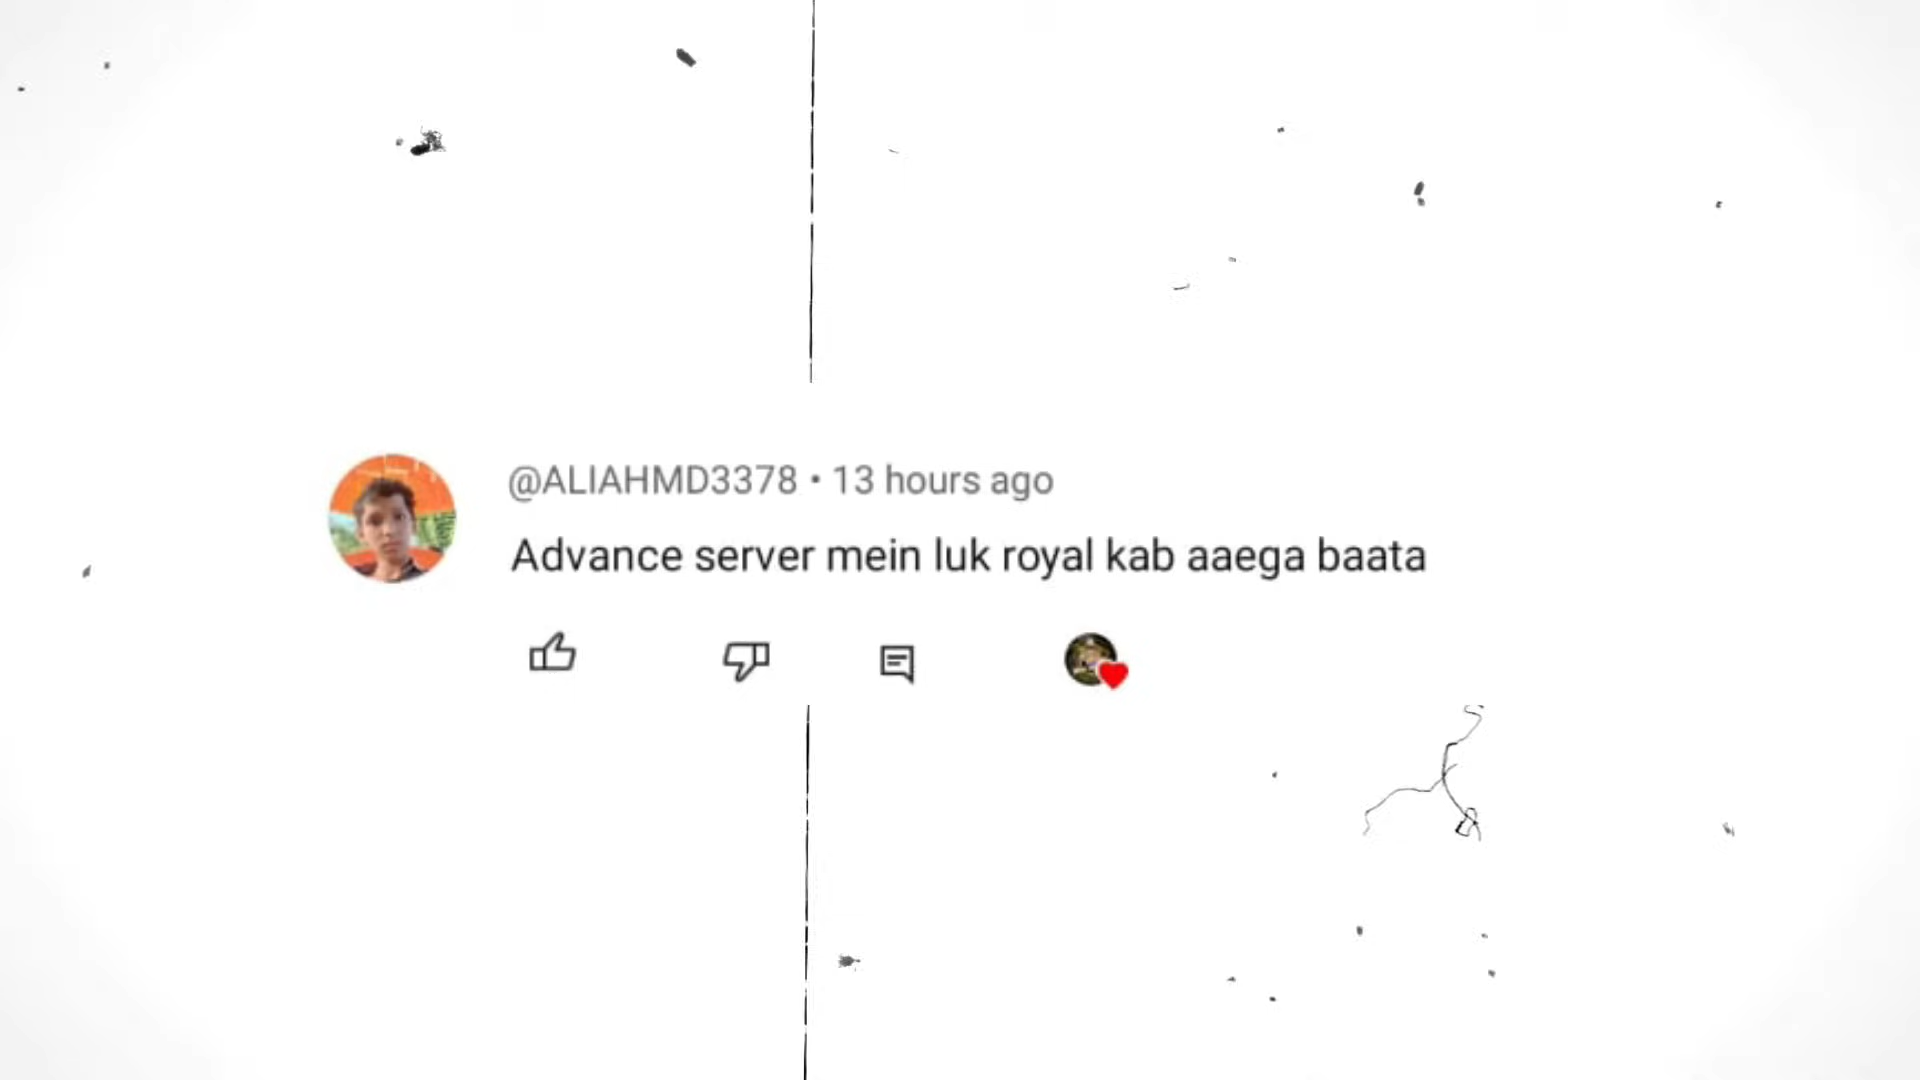 @ALIAHMD3378 • 13 hours ago
Advance server mein luk royal kab aaega baata